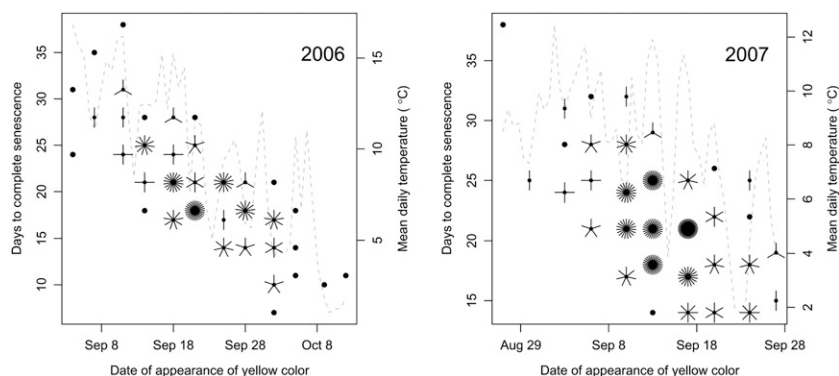 2006
Days to complete senescence
35
30
25
20
15
10
Mean daily temperature (°C)
15
10
5
Sep 8
Sep 18
Sep 28
Oct 8
Date of appearance of yellow color
2007
Days to complete senescence
35
30
25
20
15
Mean daily temperature (°C)
12
10
8
6
4
2
Aug 29
Sep 8
Sep 18
Sep 28
Date of appearance of yellow color